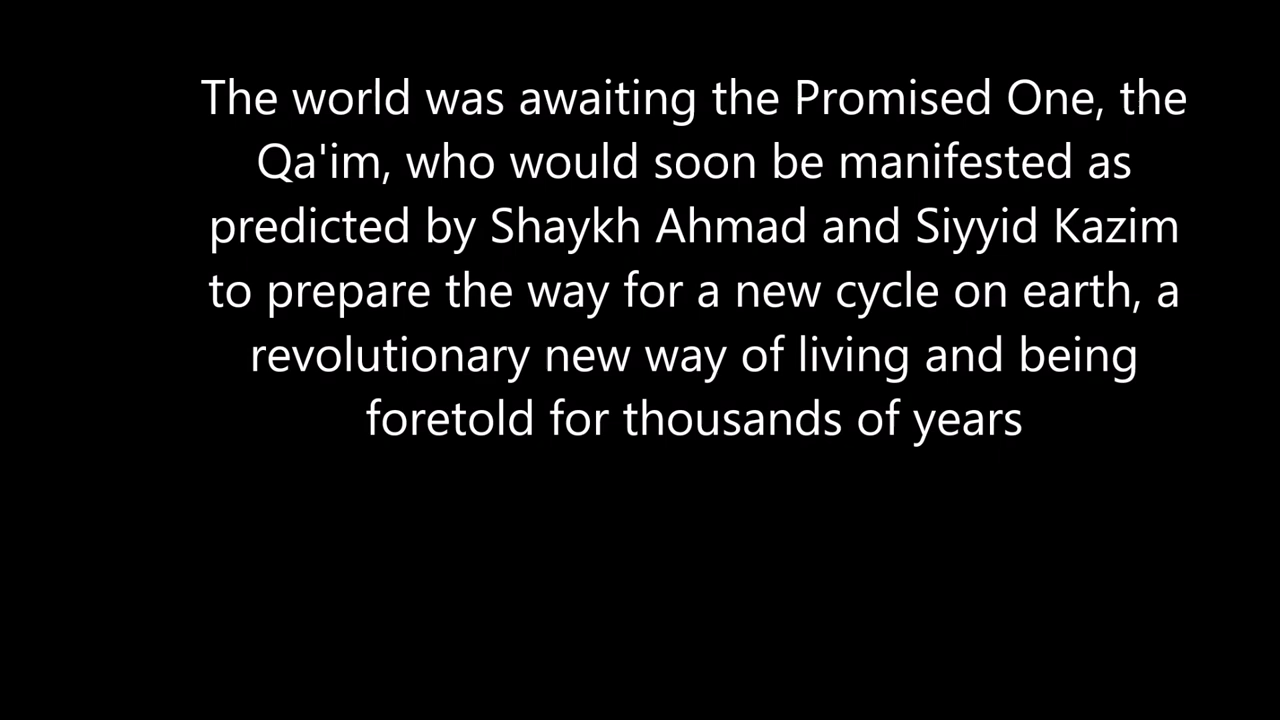 The world was awaiting the Promised One, the
Qa'im, who would soon be manifested as
predicted by Shaykh Ahmad and Siyyid Kazim
to prepare the way for a new cycle on earth, a
revolutionary new way of living and being
foretold for thousands of years